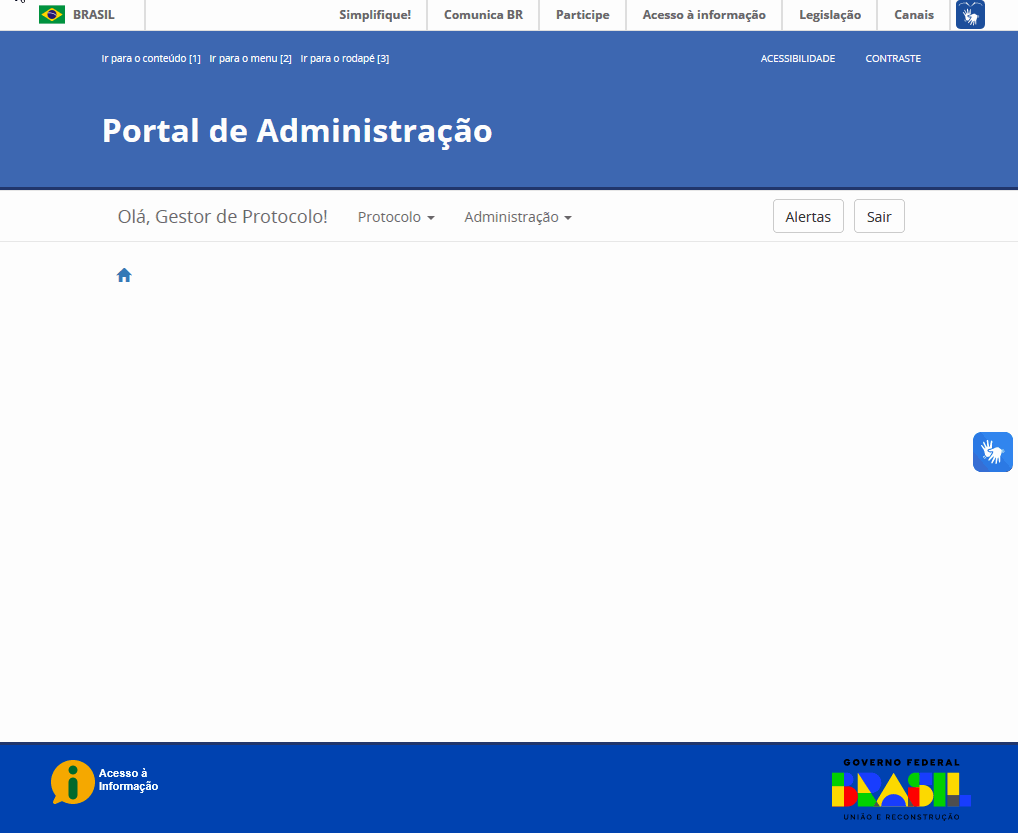 BRASIL
Simplifique! Comunica BR Participe Acesso à informação Legislação Canais
Ir para o conteúdo [1] Ir para o menu [2] Ir para o rodapé [3]
ACESSIBILIDADE CONTRASTE
Portal de Administração
Olá, Gestor de Protocolo! Protocolo Administração Alertas Sair
Acesso à
Informação
GOVERNO FEDERAL
BRASIL
UNIÃO E RECONSTRUÇÃO